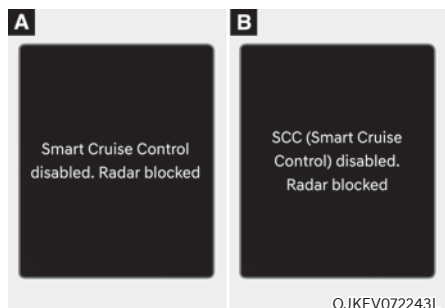 A
Smart Cruise Control
disabled. Radar blocked
B
SCC (Smart Cruise
Control) disabled.
Radar blocked
OJKEV072243L